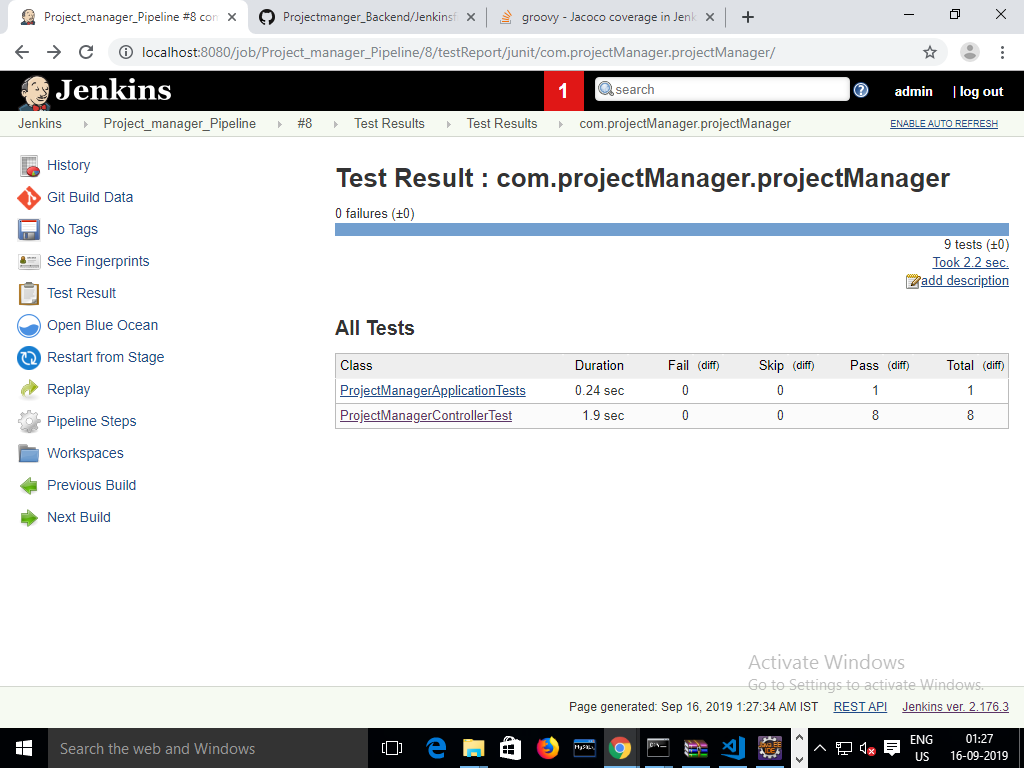 Project_manager_Pipeline #8 con
Projectmanger_Backend/Jenkinsf
groovy - Jacoco coverage in Jenk
localhost:8080/job/Project_manager_Pipeline/8/testReport/junit/com.projectManager.projectManager/
Jenkins
1
search
admin
| log out
Jenkins
Project_manager_Pipeline
#8
Test Results
Test Results
com.projectManager.projectManager
ENABLE AUTO REFRESH
History
Git Build Data
No Tags
See Fingerprints
Test Result
Open Blue Ocean
Restart from Stage
Replay
Pipeline Steps
Workspaces
Previous Build
Next Build
Test Result : com.projectManager.projectManager
0 failures (±0)
9 tests (±0)
Took 2.2 sec.
add description
All Tests
Class Duration Fail (diff) Skip (diff) Pass (diff) Total (diff)
ProjectManagerApplicationTests 0.24 sec 0 0 1 1
ProjectManagerControllerTest 1.9 sec 0 0 8 8
Activate Windows
Go to Settings to activate Windows.
Page generated: Sep 16, 2019 1:27:34 AM IST REST API Jenkins ver. 2.176.3
Search the web and Windows
MySQL
ENG
US
01:27
16-09-2019